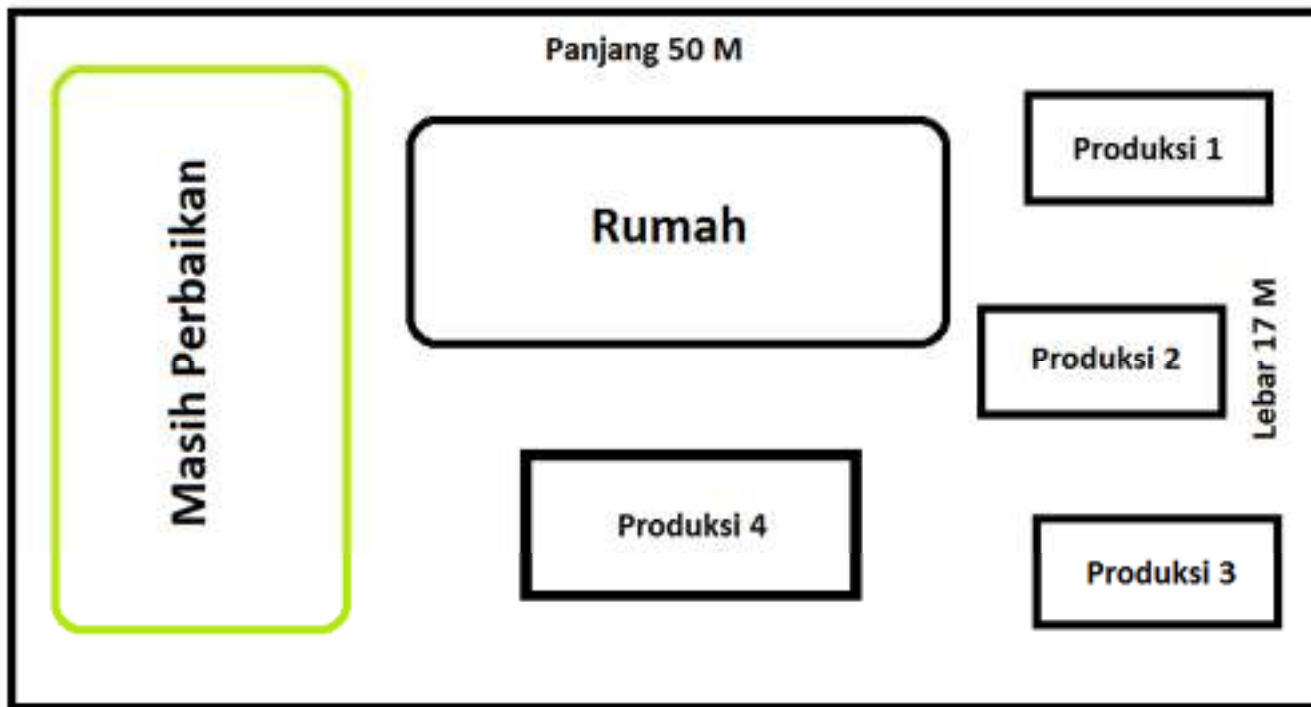 Panjang 50 M
Masih Perbaikan
Rumah
Produksi 1
Produksi 2
Lebar 17 M
Produksi 4
Produksi 3